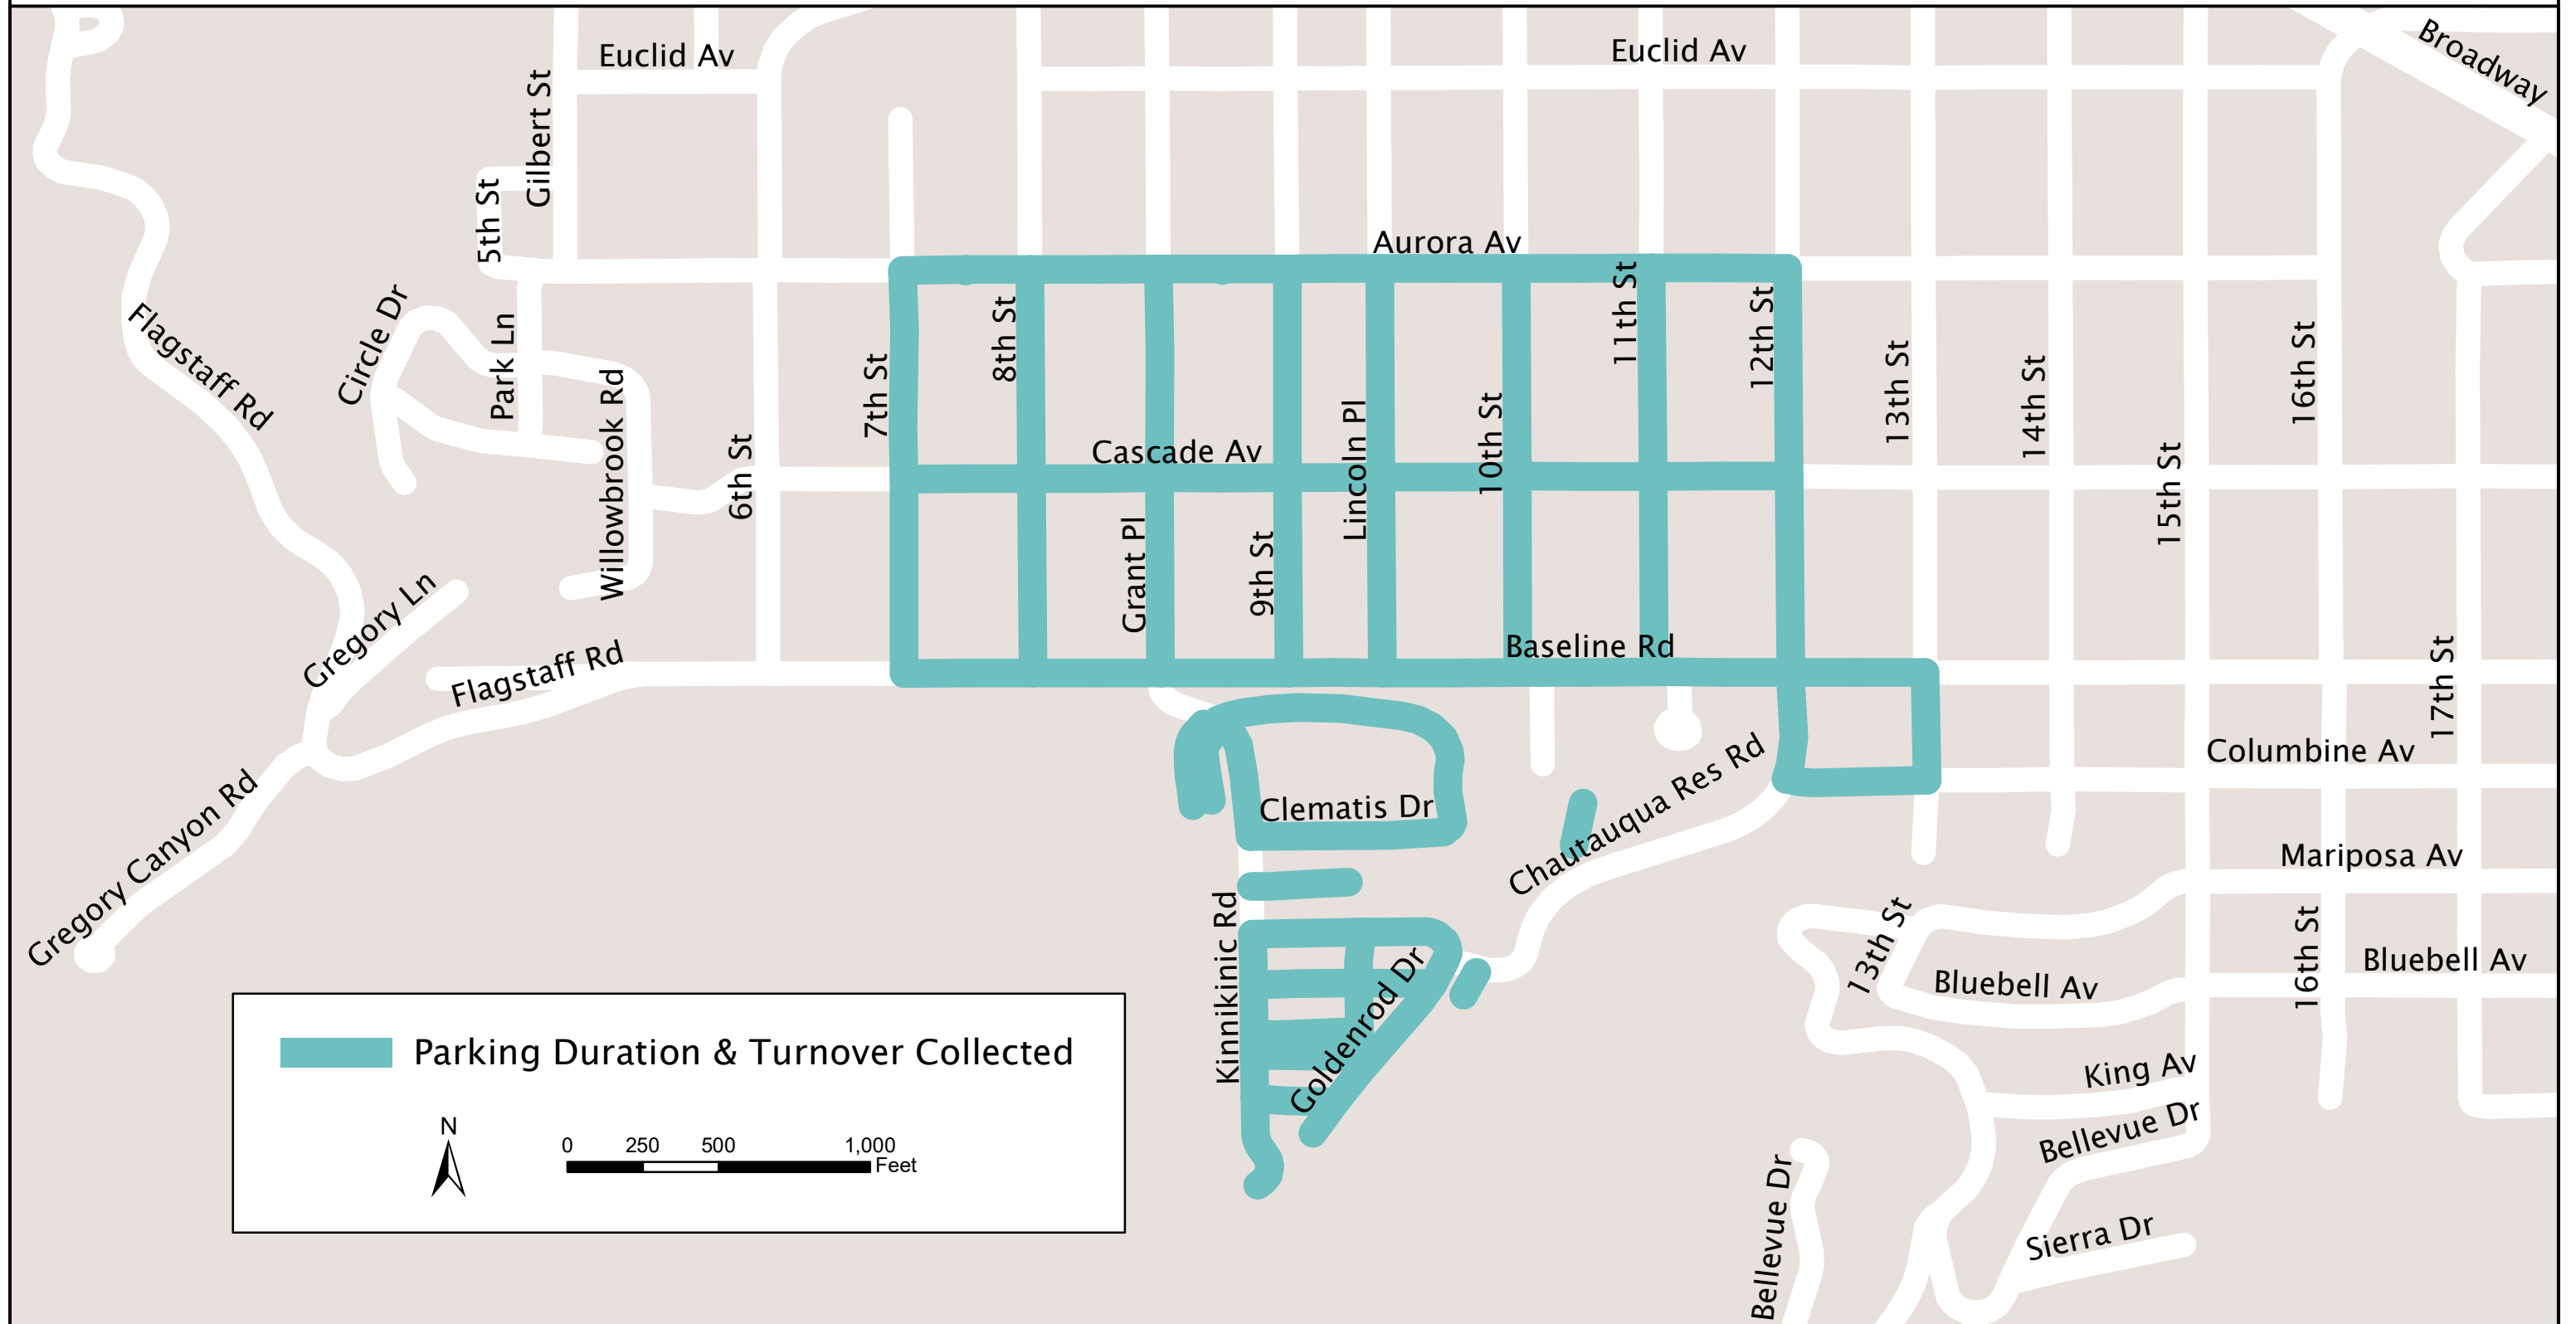 Broadway
Euclid Av
Euclid Av
Gilbert St
5th St
Aurora Av
Circle Dr
Flagstaff Rd
Park Ln
Willowbrook Rd
6th St
7th St
8th St
Cascade Av
Grant Pl
9th St
Lincoln Pl
10th St
11th St
12th St
13th St
14th St
15th St
16th St
17th St
Gregory Ln
Flagstaff Rd
Baseline Rd
Gregory Canyon Rd
Clematis Dr
Chautauqua Res Rd
Columbine Av
Mariposa Av
Kinnikinic Rd
Goldenrod Dr
13th St
Bluebell Av
16th St
Bluebell Av
King Av
Bellevue Dr
Bellevue Dr
Sierra Dr
Parking Duration & Turnover Collected
N
0 250 500 1,000
Feet